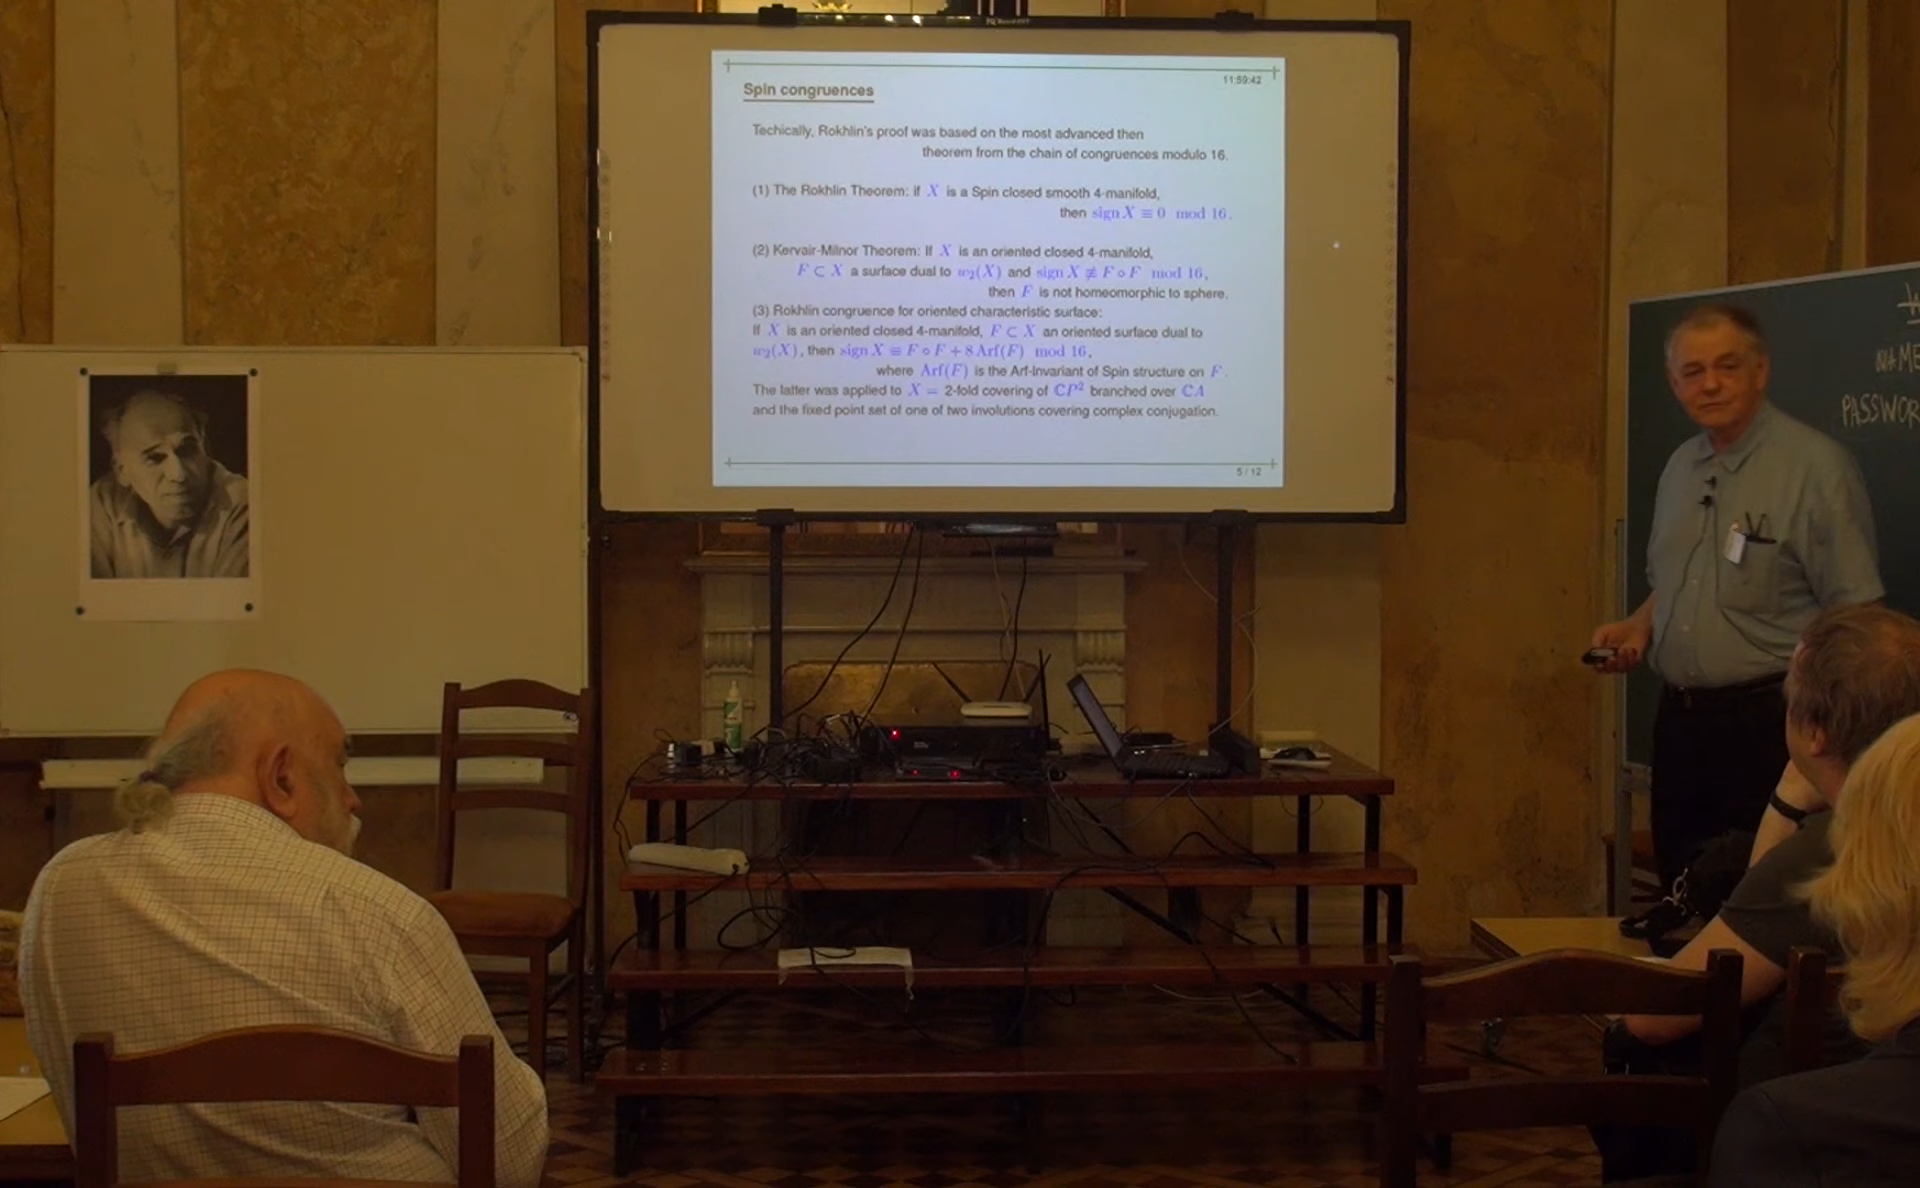 11:59:42
Spin congruences
Techically, Rokhlin's proof was based on the most advanced then
theorem from the chain of congruences modulo 16.
(1) The Rokhlin Theorem: if X is a Spin closed smooth 4-manifold,
then sign X ≡ 0 mod 16.
(2) Kervair-Milnor Theorem: If X is an oriented closed 4-manifold,
F ⊂ X a surface dual to w₂(X) and sign X ≢ F ∘ F mod 16,
then F is not homeomorphic to sphere.
(3) Rokhlin congruence for oriented characteristic surface:
If X is an oriented closed 4-manifold, F ⊂ X an oriented surface dual to
w₂(X), then sign X ≡ F ∘ F + 8 Arf(F) mod 16,
where Arf(F) is the Arf-invariant of Spin structure on F.
The latter was applied to X = 2-fold covering of ℂP² branched over ℂA
and the fixed point set of one of two involutions covering complex conjugation.
5 / 12
NAME
PASSWOR